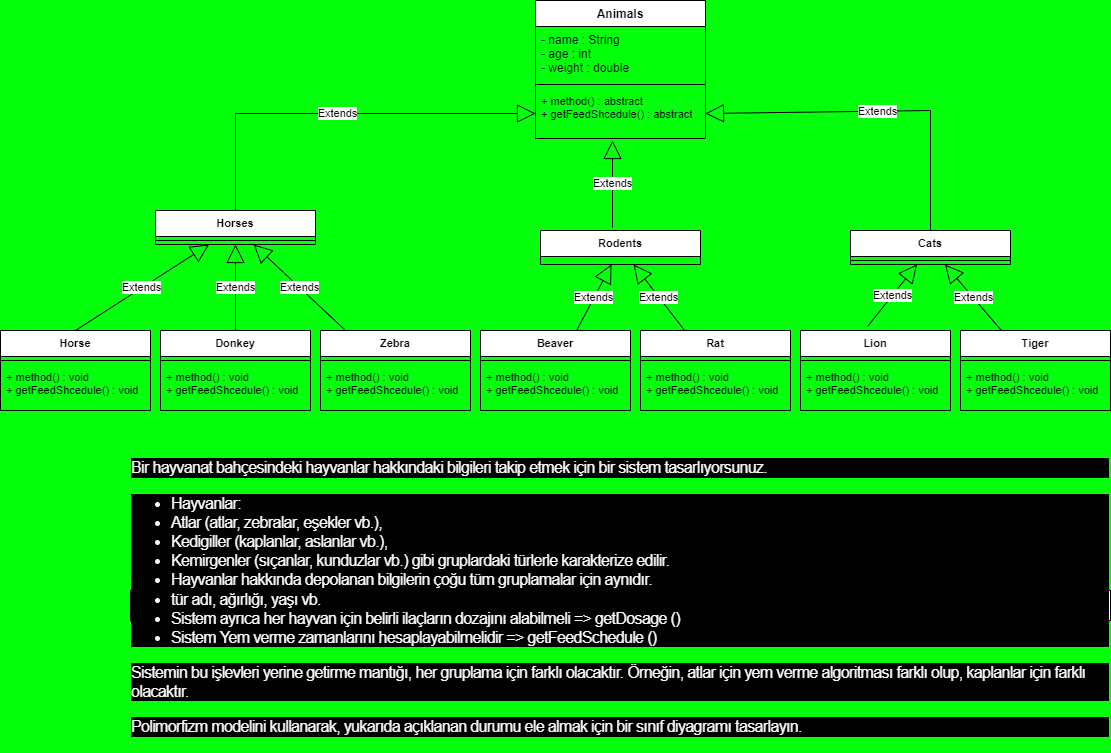 Animals
- name : String
- age : int
- weight : double
+ method() : abstract
+ getFeedShcedule() : abstract
Extends
Extends
Extends
Horses
Rodents
Cats
Extends
Extends
Extends
Extends
Extends
Extends
Extends
Horse
+ method() : void
+ getFeedShcedule() : void
Donkey
+ method() : void
+ getFeedShcedule() : void
Zebra
+ method() : void
+ getFeedShcedule() : void
Beaver
+ method() : void
+ getFeedShcedule() : void
Rat
+ method() : void
+ getFeedShcedule() : void
Lion
+ method() : void
+ getFeedShcedule() : void
Tiger
+ method() : void
+ getFeedShcedule() : void
Bir hayvanat bahçesindeki hayvanlar hakkındaki bilgileri takip etmek için bir sistem tasarlıyorsunuz.
• Hayvanlar:
• Atlar (atlar, zebralar, eşekler vb.),
• Kedigiller (kaplanlar, aslanlar vb.),
• Kemirgenler (sıçanlar, kunduzlar vb.) gibi gruplardaki türlerle karakterize edilir.
• Hayvanlar hakkında depolanan bilgilerin çoğu tüm gruplamalar için aynıdır.
• tür adı, ağırlığı, yaşı vb.
• Sistem ayrıca her hayvan için belirli ilaçların dozajını alabilmeli => getDosage ()
• Sistem Yem verme zamanlarını hesaplayabilmelidir => getFeedSchedule ()
Sistemin bu işlevleri yerine getirme mantığı, her gruplama için farklı olacaktır. Örneğin, atlar için yem verme algoritması farklı olup, kaplanlar için farklı
olacaktır.
Polimorfizm modelini kullanarak, yukarıda açıklanan durumu ele almak için bir sınıf diyagramı tasarlayın.